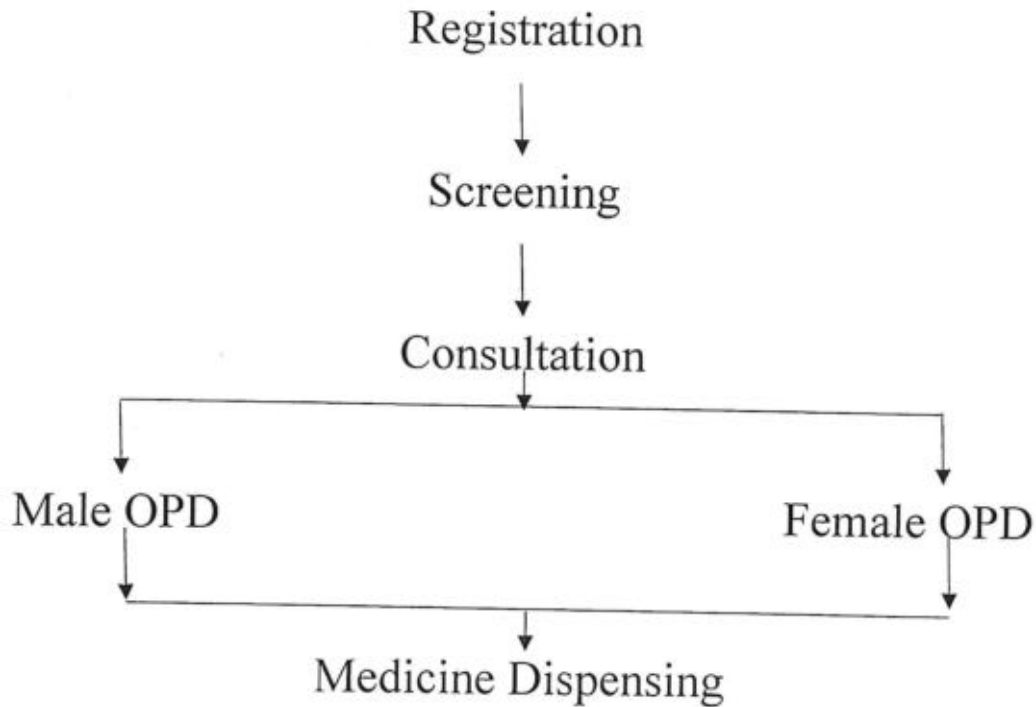 Registration
Screening
Consultation
Male OPD
Female OPD
Medicine Dispensing